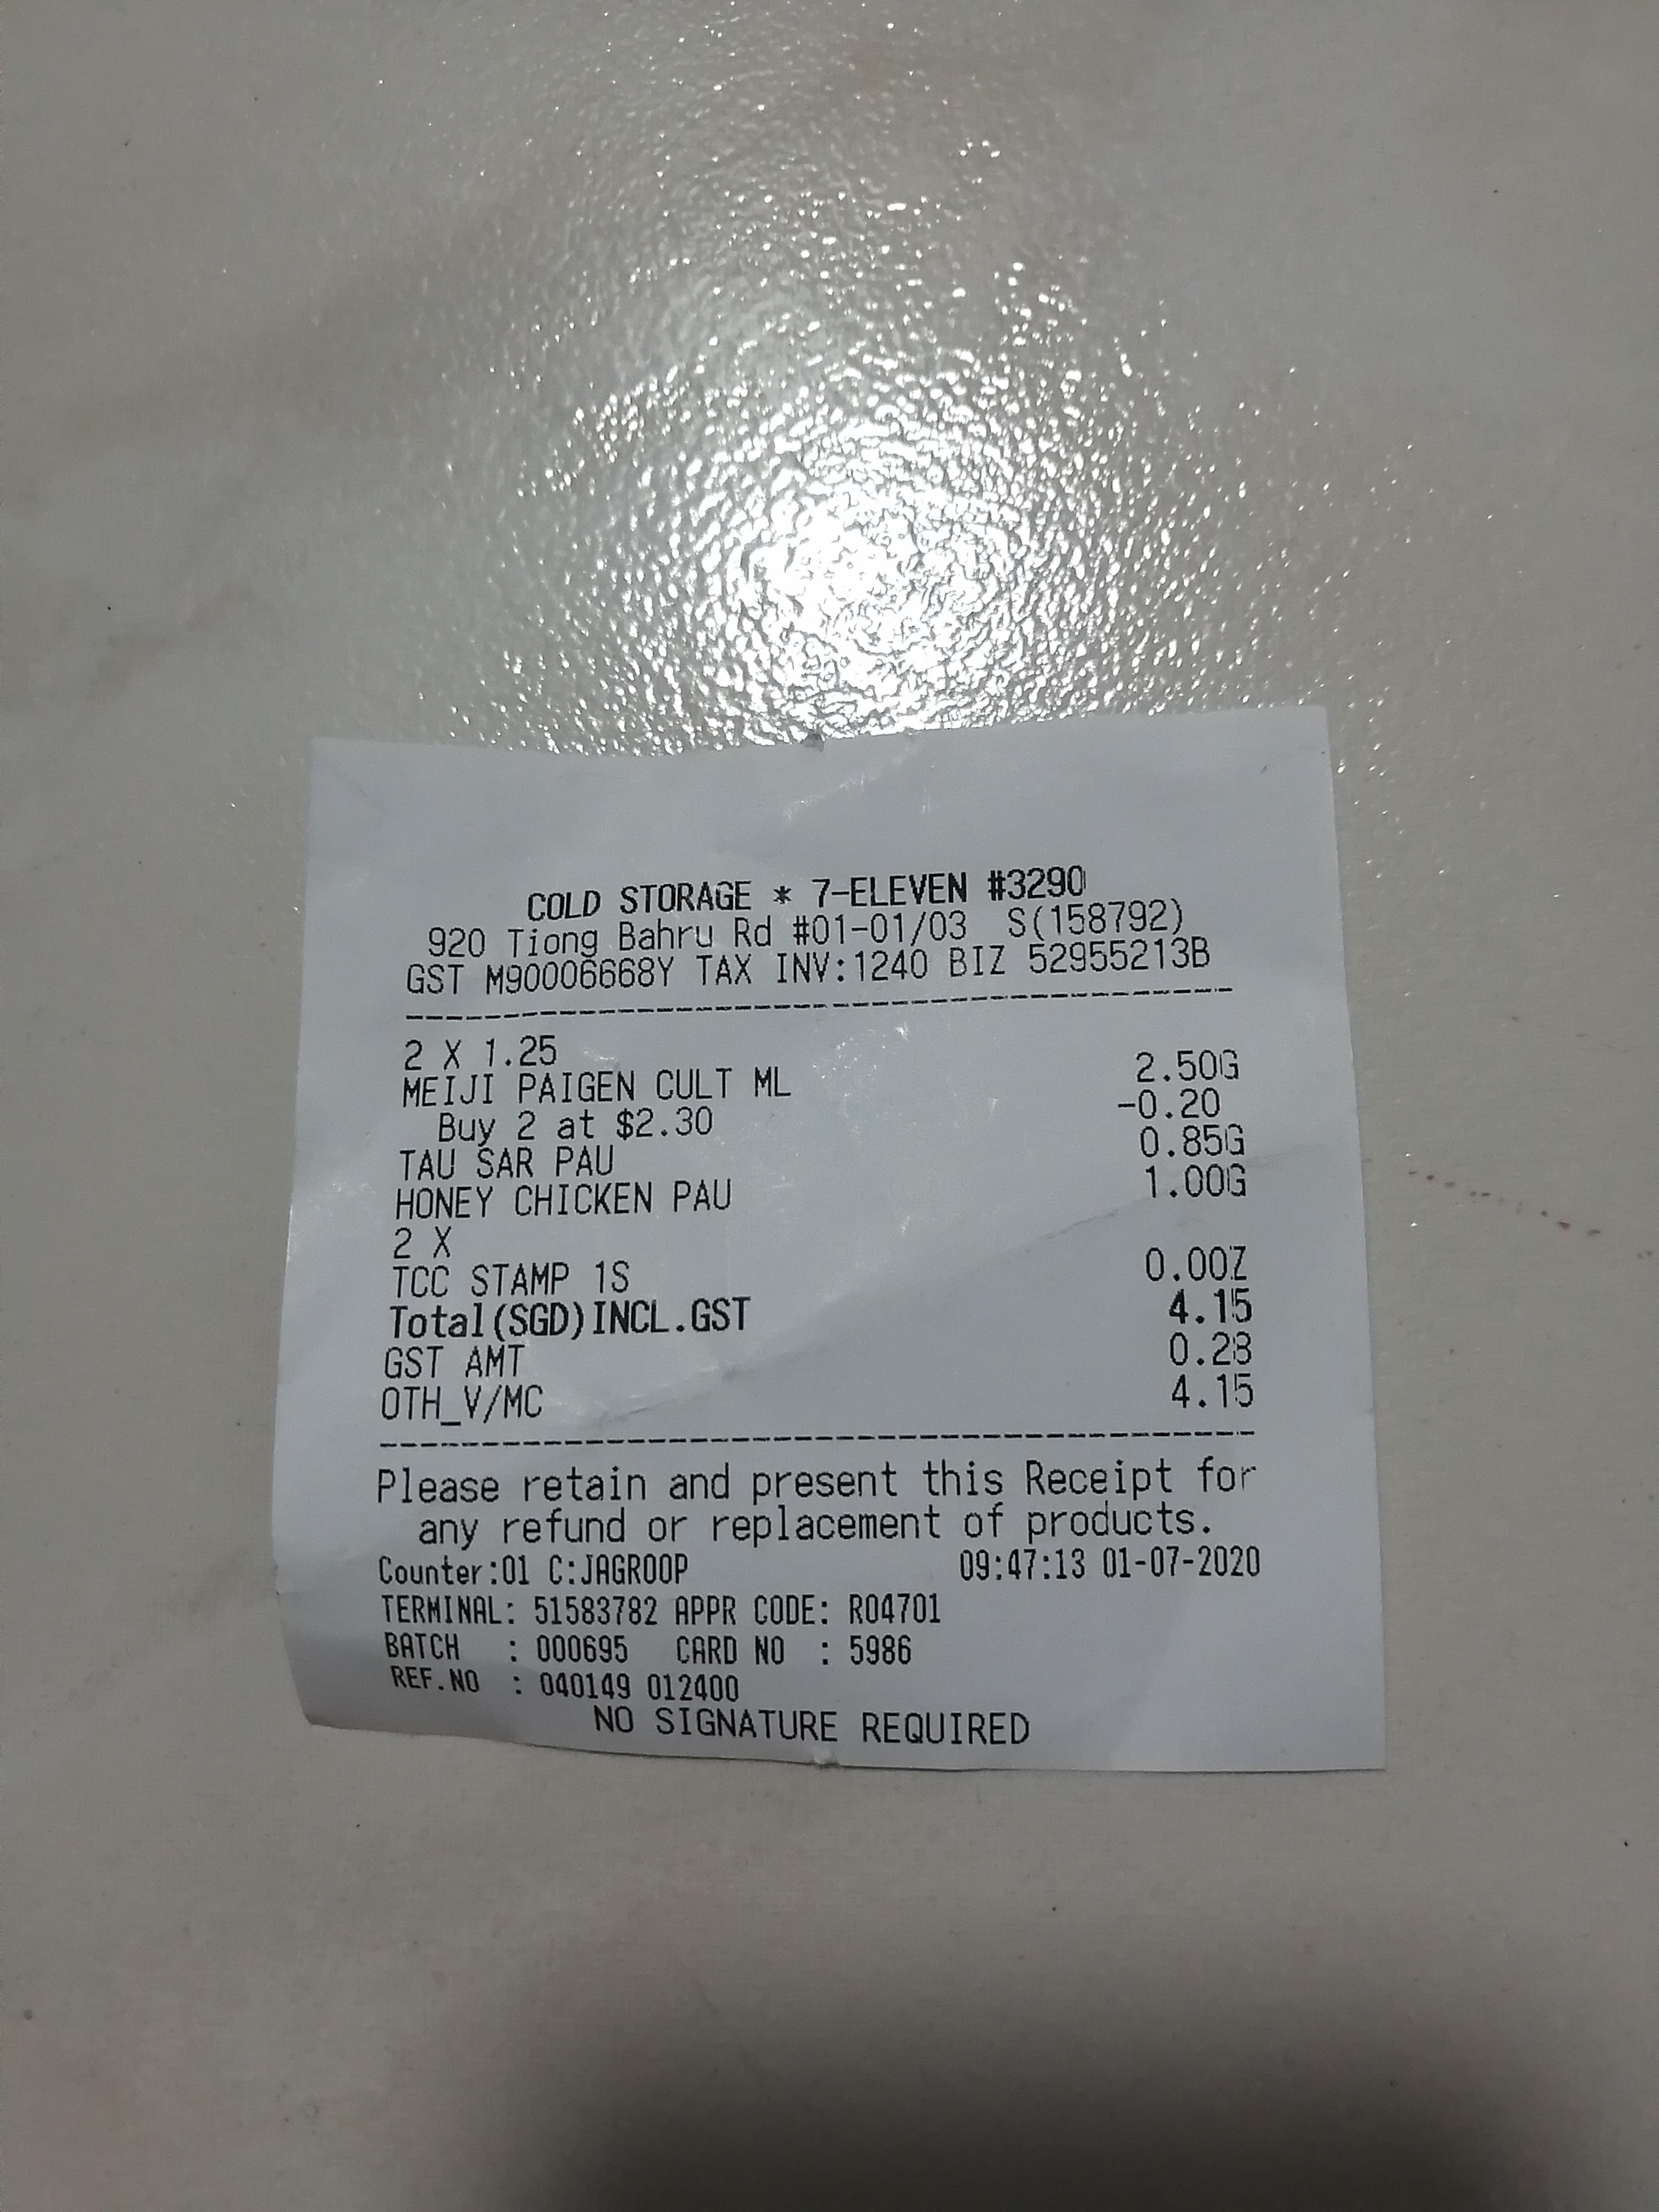 COLD STORAGE * 7-ELEVEN #3290
920 Tiong Bahru Rd #01-01/03 S(158792)
GST M90006668Y TAX INV:1240 BIZ 52955213B
2 X 1.25
MEIJI PAIGEN CULT ML 2.50G
Buy 2 at $2.30 -0.20
TAU SAR PAU 0.85G
HONEY CHICKEN PAU 1.00G
2 X
TCC STAMP 1S 0.00Z
Total(SGD)INCL.GST 4.15
GST AMT 0.28
OTH_V/MC 4.15
Please retain and present this Receipt for
any refund or replacement of products.
Counter:01 C:JAGROOP 09:47:13 01-07-2020
TERMINAL: 51583782 APPR CODE: R04701
BATCH : 000695 CARD NO : 5986
REF.NO : 040149 012400
NO SIGNATURE REQUIRED